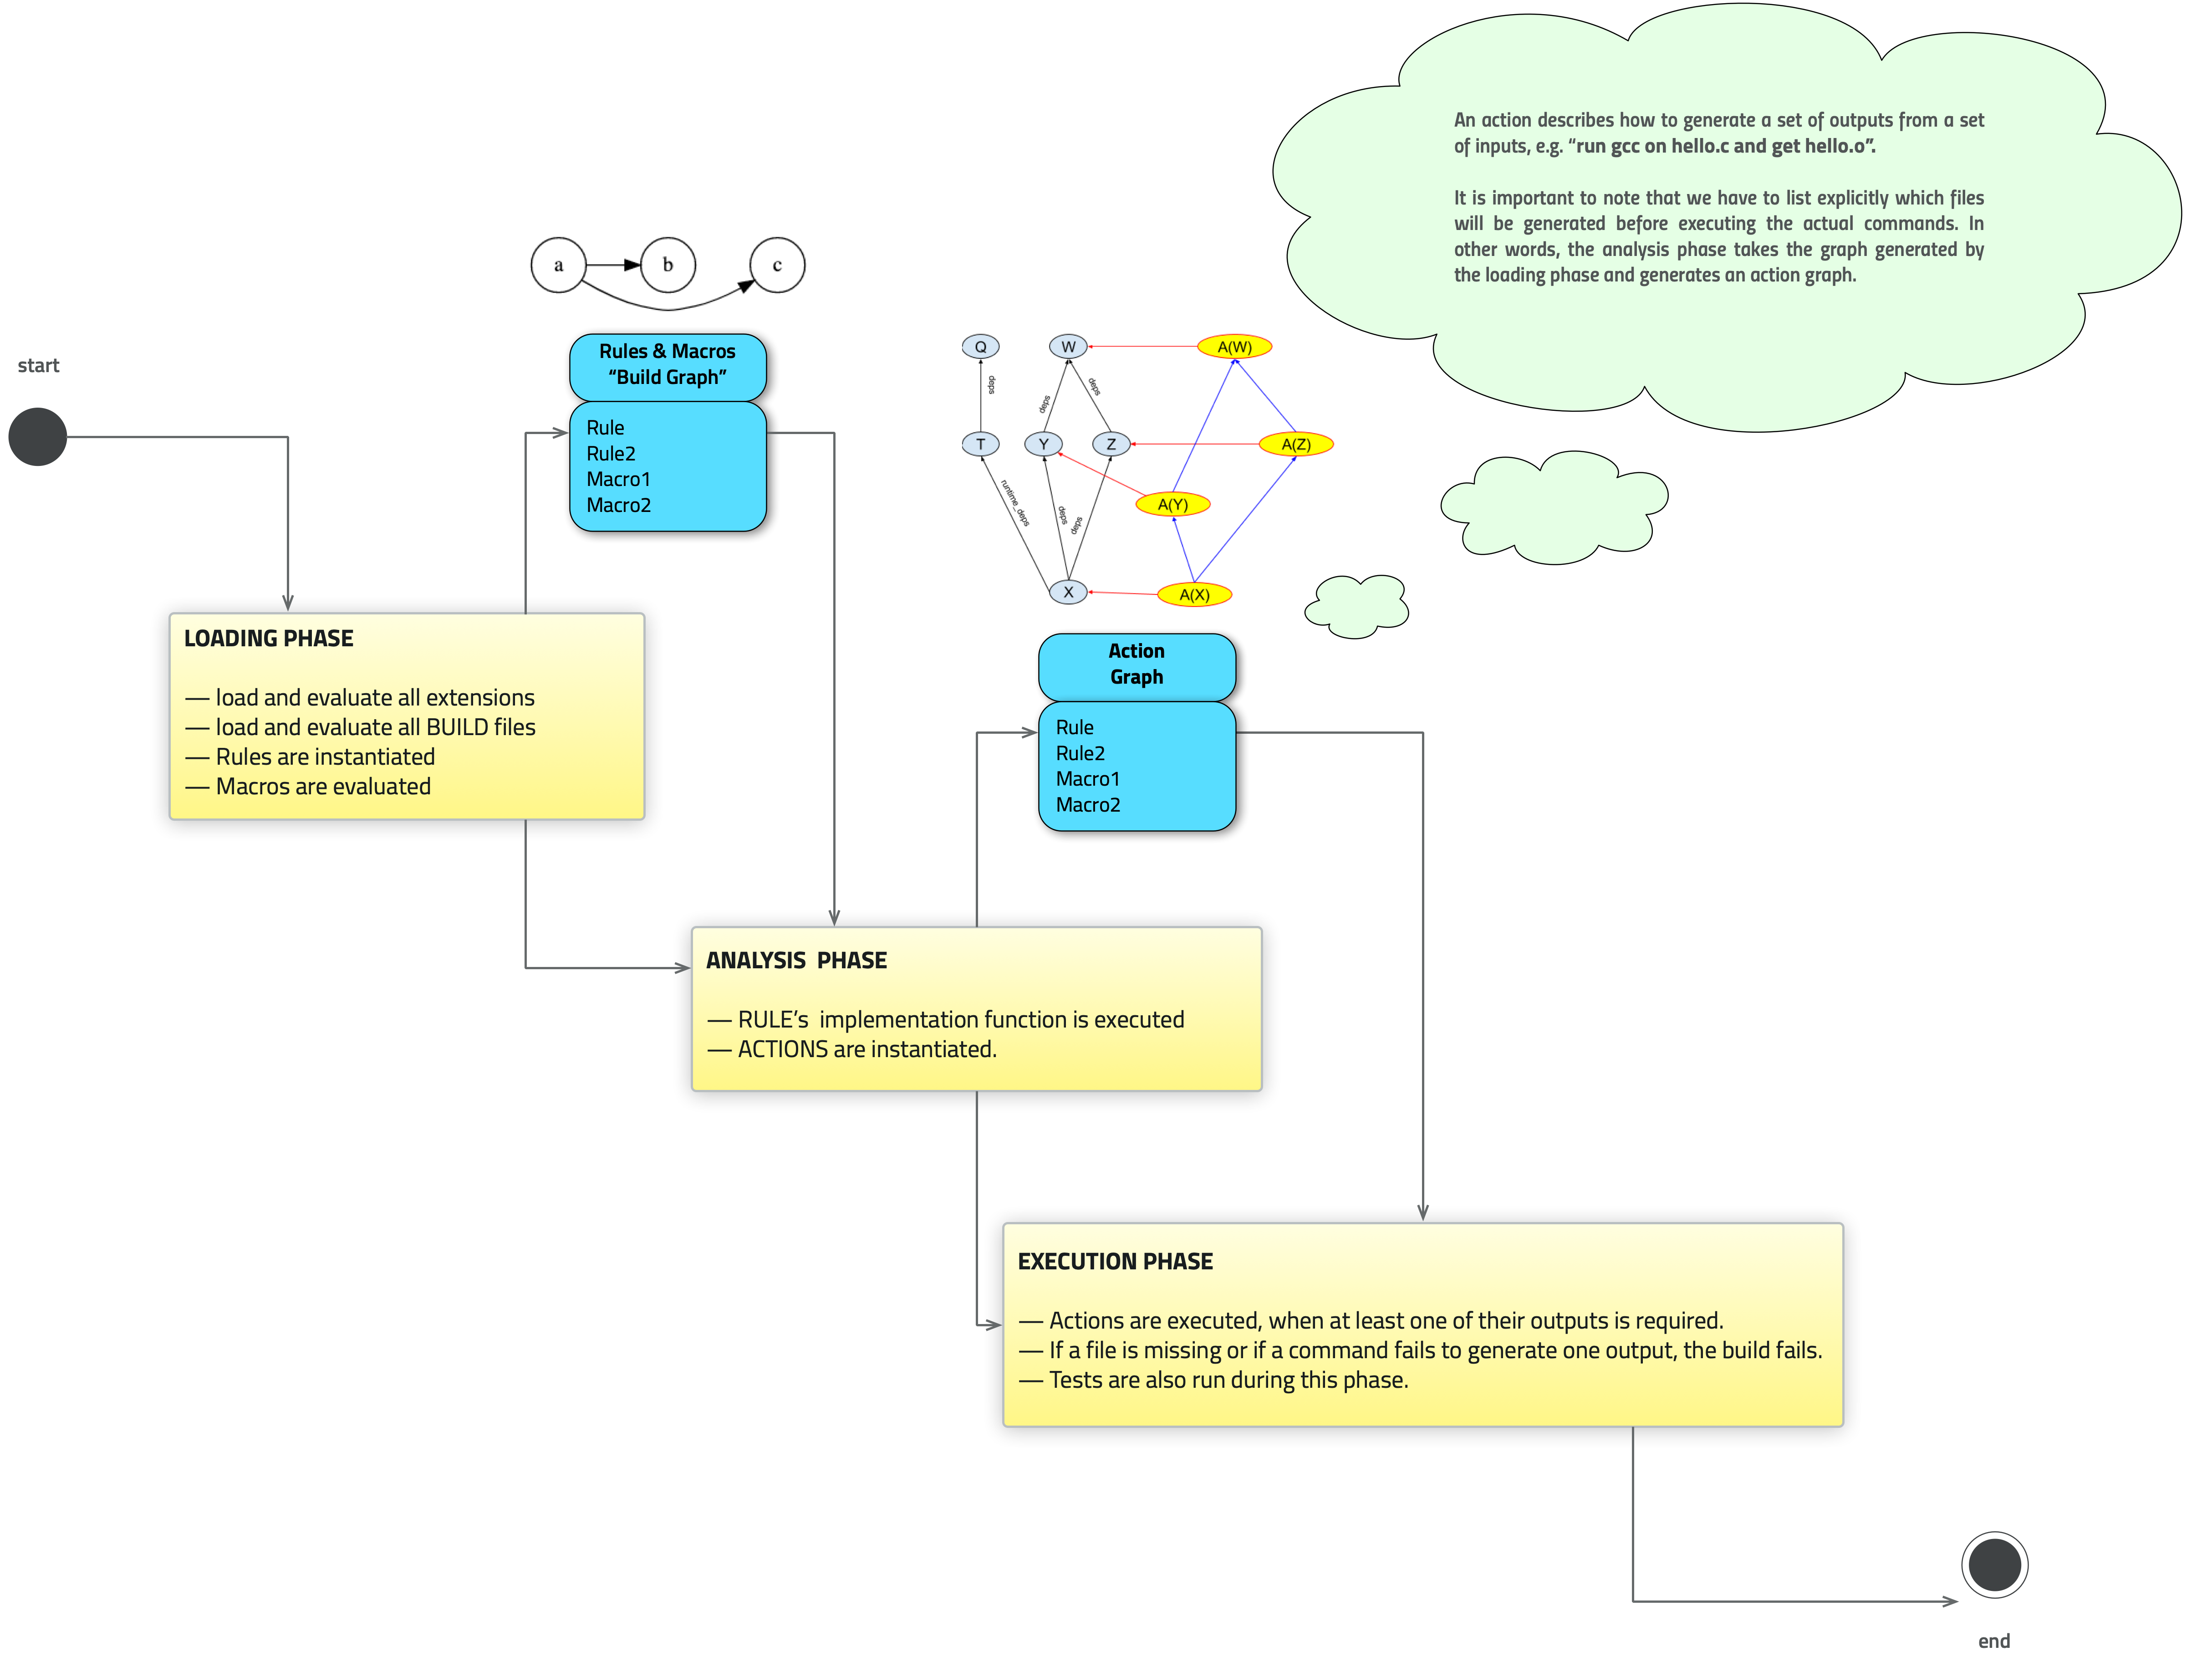 An action describes how to generate a set of outputs from a set
of inputs, e.g. “run gcc on hello.c and get hello.o”.
It is important to note that we have to list explicitly which files
will be generated before executing the actual commands. In
other words, the analysis phase takes the graph generated by
the loading phase and generates an action graph.
a
b
c
start
Rules & Macros
“Build Graph”
Rule
Rule2
Macro1
Macro2
Q
W
A(W)
deps
deps
deps
T
Y
Z
A(Z)
runtime_deps
deps
deps
A(Y)
X
A(X)
LOADING PHASE
— load and evaluate all extensions
— load and evaluate all BUILD files
— Rules are instantiated
— Macros are evaluated
Action
Graph
Rule
Rule2
Macro1
Macro2
ANALYSIS  PHASE
— RULE’s  implementation function is executed
— ACTIONS are instantiated.
EXECUTION PHASE
— Actions are executed, when at least one of their outputs is required.
— If a file is missing or if a command fails to generate one output, the build fails.
— Tests are also run during this phase.
end